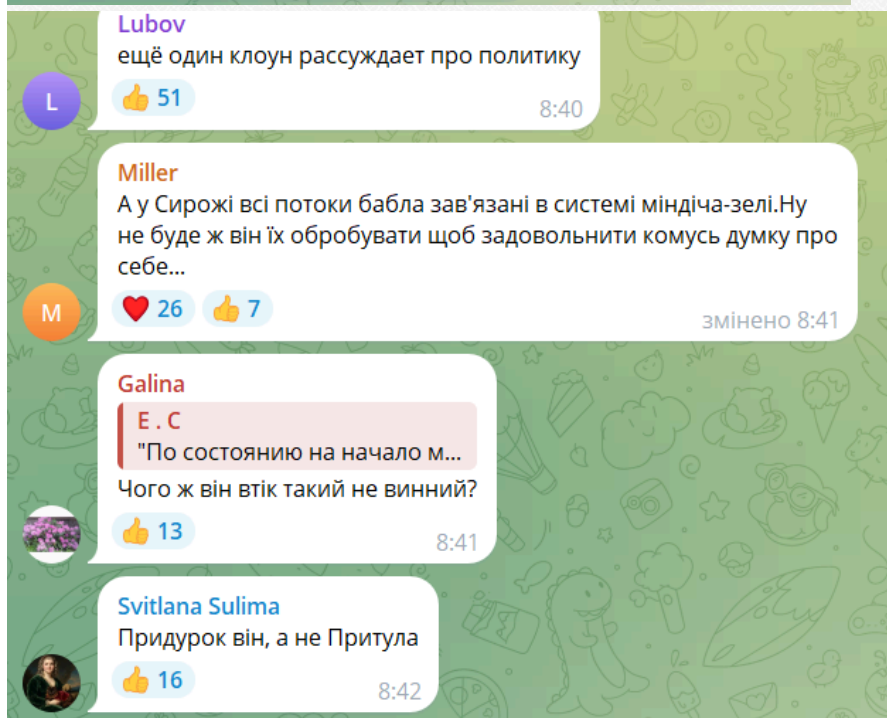 Lubov
ещё один клоун рассуждает про политику
👍 51
8:40
L
Miller
А у Сирожі всі потоки бабла зав'язані в системі міндіча-зелі.Ну
не буде ж він їх обробувати щоб задовольнити комусь думку про
себе...
❤️ 26 👍 7
змінено 8:41
M
Galina
E . C
"По состоянию на начало м...
Чого ж він втік такий не винний?
👍 13
8:41
Svitlana Sulima
Придурок він, а не Притула
👍 16
8:42